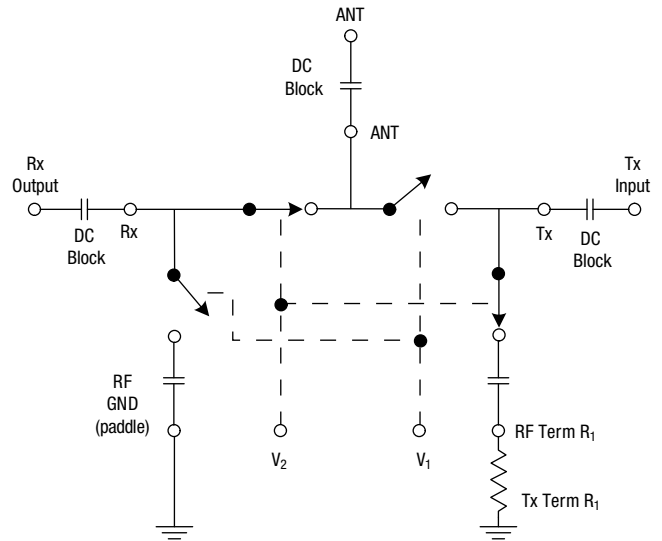 ANT
DC
Block
ANT
Rx
Output
Tx
Input
Rx
DC
Block
Tx
DC
Block
RF
GND
(paddle)
V₂
V₁
RF Term R₁
Tx Term R₁